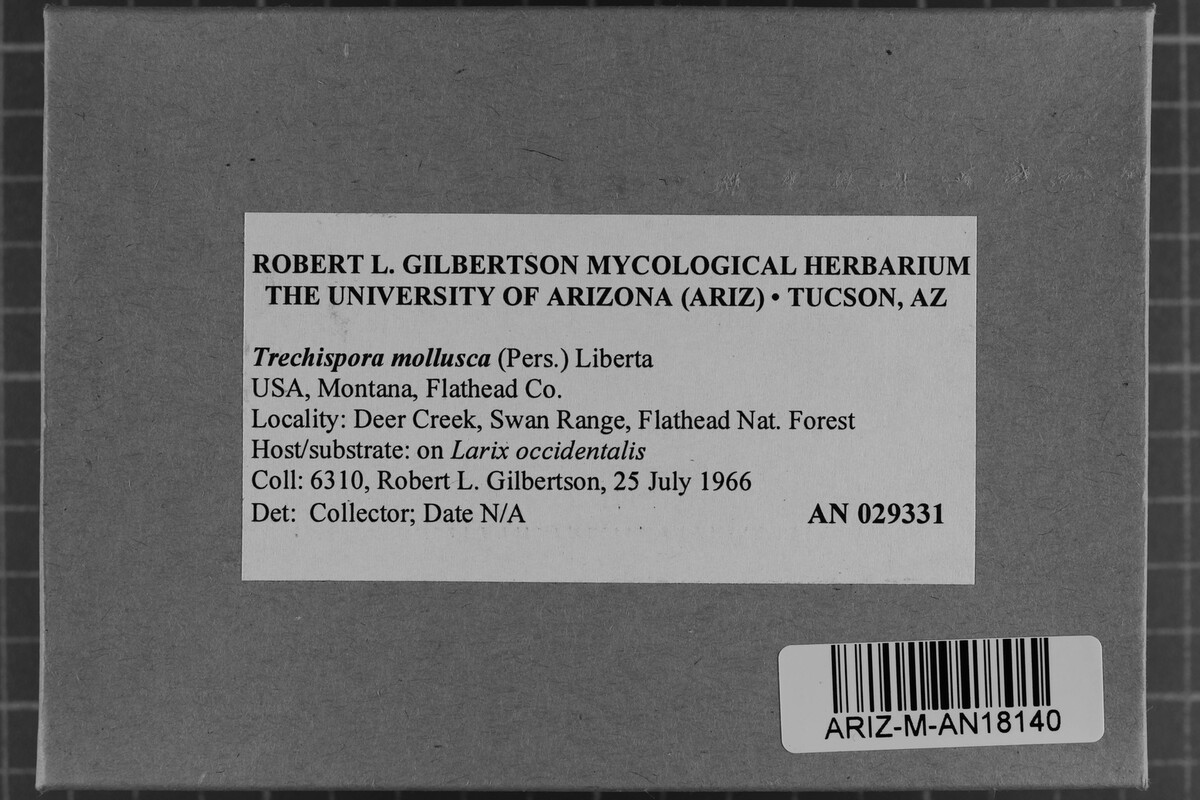 ROBERT L. GILBERTSON MYCOLOGICAL HERBARIUM
THE UNIVERSITY OF ARIZONA (ARIZ) • TUCSON, AZ
Trechispora mollusca (Pers.) Liberta
USA, Montana, Flathead Co.
Locality: Deer Creek, Swan Range, Flathead Nat. Forest
Host/substrate: on Larix occidentalis
Coll: 6310, Robert L. Gilbertson, 25 July 1966
Det: Collector; Date N/A AN 029331
ARIZ-M-AN18140